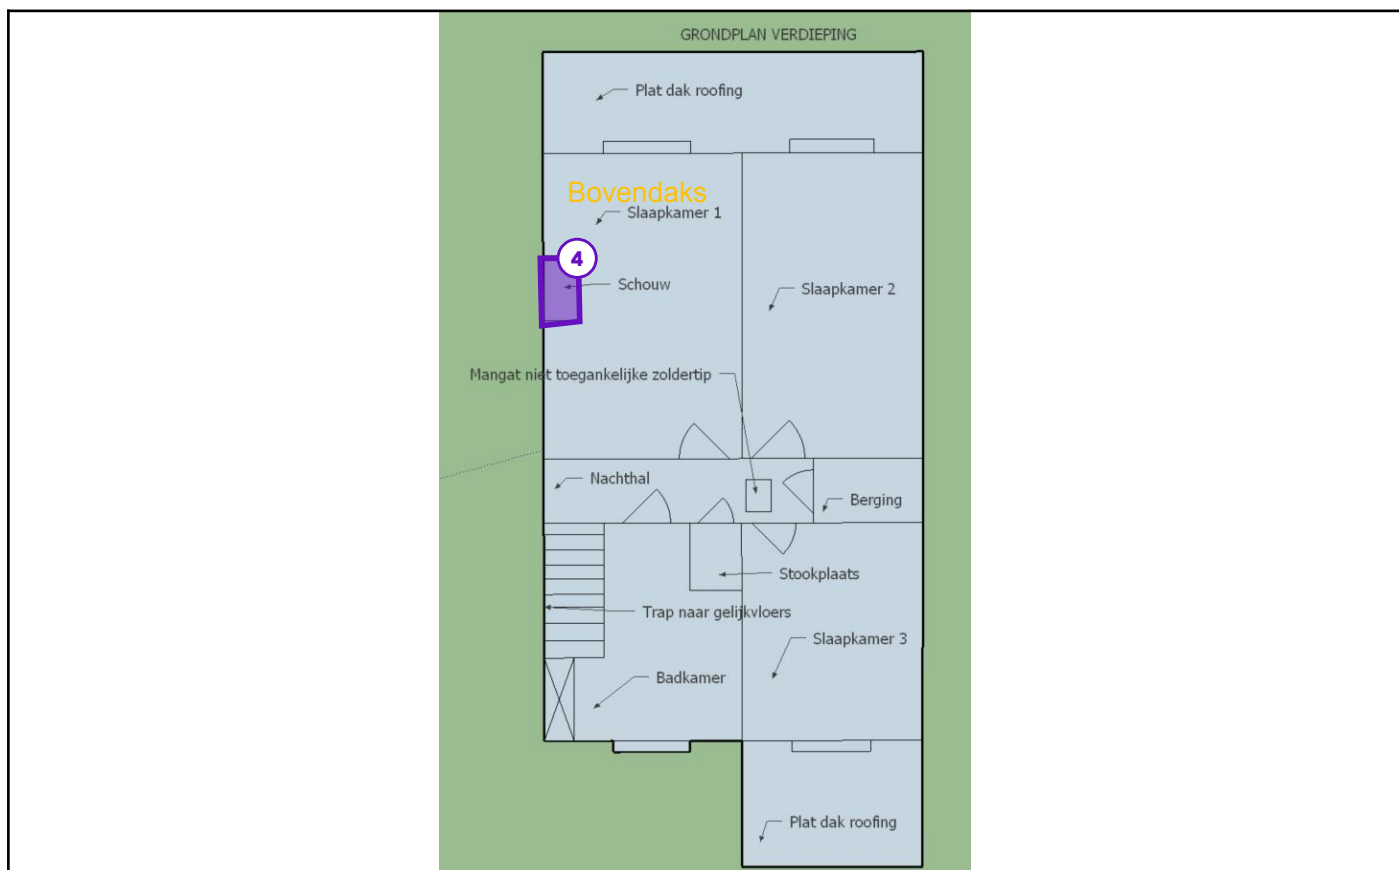 GRONDPLAN VERDIEPING
Plat dak roofing
Bovendaks
Slaapkamer 1
4
Schouw
Slaapkamer 2
Mangat niet toegankelijke zoldertip
Nachthal
Berging
Stookplaats
Trap naar gelijkvloers
Slaapkamer 3
Badkamer
Plat dak roofing